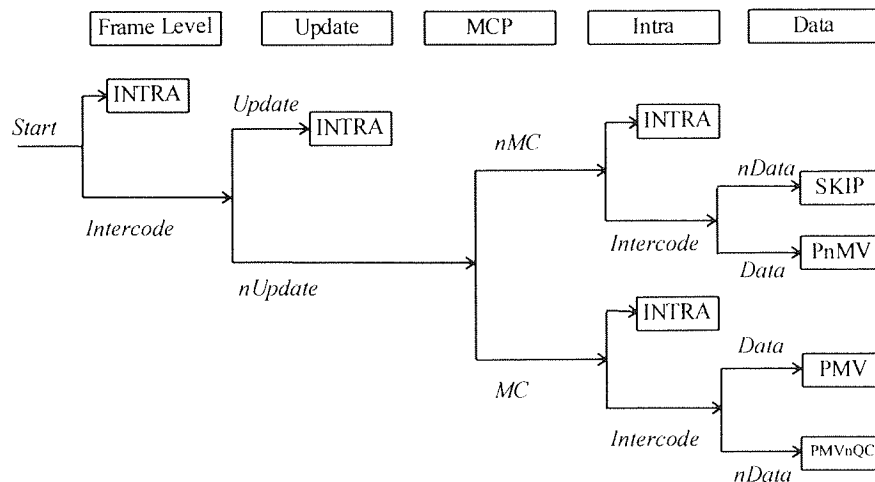 Frame Level Update MCP Intra Data
INTRA
Start
Update
INTRA
Intercode
nUpdate
nMC
INTRA
nData
SKIP
Intercode
PnMV
Data
INTRA
MC
Data
PMV
Intercode
PMVnQC
nData